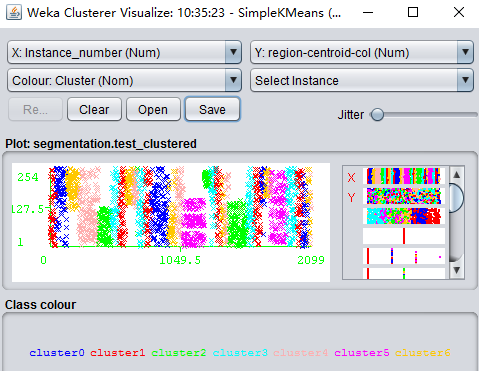 Weka Clusterer Visualize: 10:35:23 - SimpleKMeans (...
X: Instance_number (Num) Y: region-centroid-col (Num)
Colour: Cluster (Nom) Select Instance
Re... Clear Open Save Jitter
Plot: segmentation.test_clustered
254
127.5
1
0 1049.5 2099
X
Y
Class colour
cluster0 cluster1 cluster2 cluster3 cluster4 cluster5 cluster6